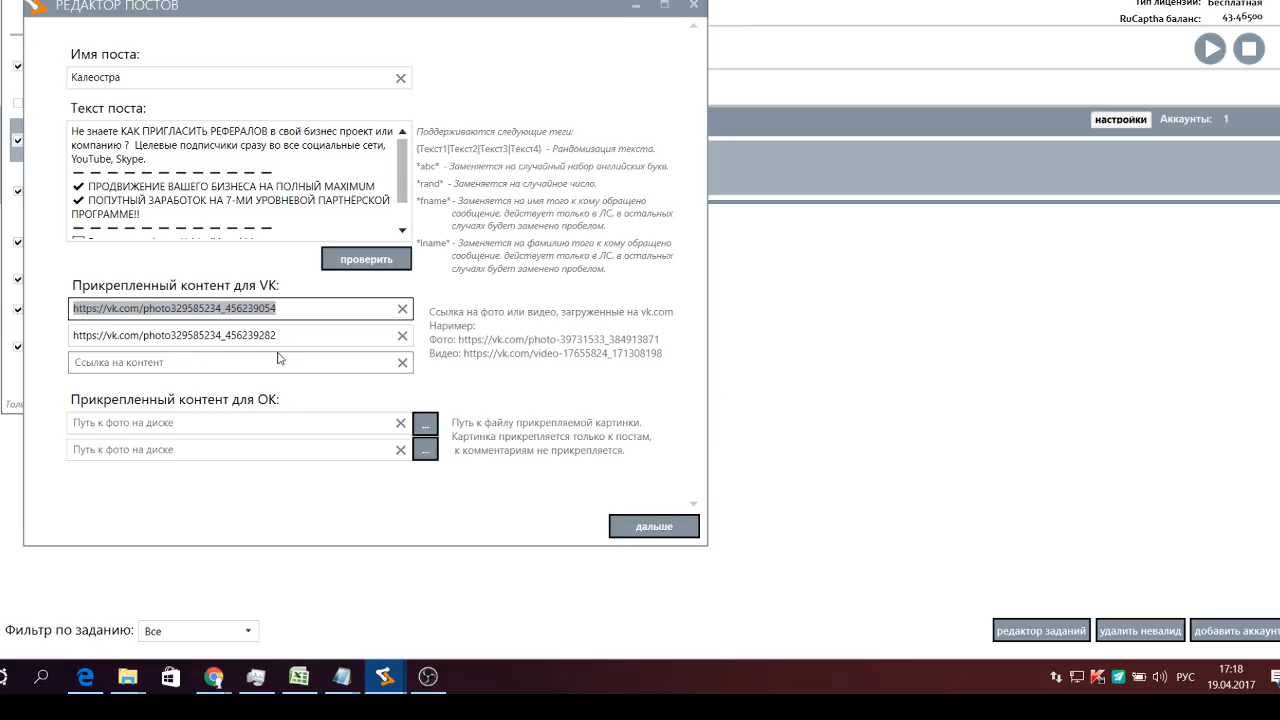 РЕДАКТОР ПОСТОВ
Тип лицензии: Бесплатная
RuCaptha баланс: 43.46500
Имя поста:
Калеостра
Текст поста:
Не знаете КАК ПРИГЛАСИТЬ РЕФЕРАЛОВ в свой бизнес проект или
компанию ? Целевые подписчики сразу во все социальные сети,
YouTube, Skype.
— — — — — — — — — — — —
✔ ПРОДВИЖЕНИЕ ВАШЕГО БИЗНЕСА НА ПОЛНЫЙ MAXIMUM
✔ ПОПУТНЫЙ ЗАРАБОТОК НА 7-МИ УРОВНЕВОЙ ПАРТНЁРСКОЙ
ПРОГРАММЕ!!
— — — — — — — — — — — —
Поддерживаются следующие теги:
{Текст1|Текст2|Текст3|Текст4} - Рандомизация текста.
*abc* - Заменяется на случайный набор английских букв.
*rand* - Заменяется на случайное число.
*fname* - Заменяется на имя того к кому обращено
сообщение, действует только в ЛС, в остальных
случаях будет заменено пробелом.
*lname* - Заменяется на фамилию того к кому обращено
сообщение, действует только в ЛС, в остальных
случаях будет заменено пробелом.
настройки Аккаунты: 1
проверить
Прикрепленный контент для VK:
https://vk.com/photo329585234_456239054
https://vk.com/photo329585234_456239282
Ссылка на контент
Ссылка на фото или видео, загруженные на vk.com
Наример:
Фото: https://vk.com/photo-39731533_384913871
Видео: https://vk.com/video-17655824_171308198
Прикрепленный контент для OK:
Путь к фото на диске ...
Путь к фото на диске ...
Путь к файлу прикрепляемой картинки.
Картинка прикрепляется только к постам,
к комментариям не прикрепляется.
дальше
Фильтр по заданию: Все
редактор заданий удалить невалид добавить аккаун
РУС
17:18
19.04.2017